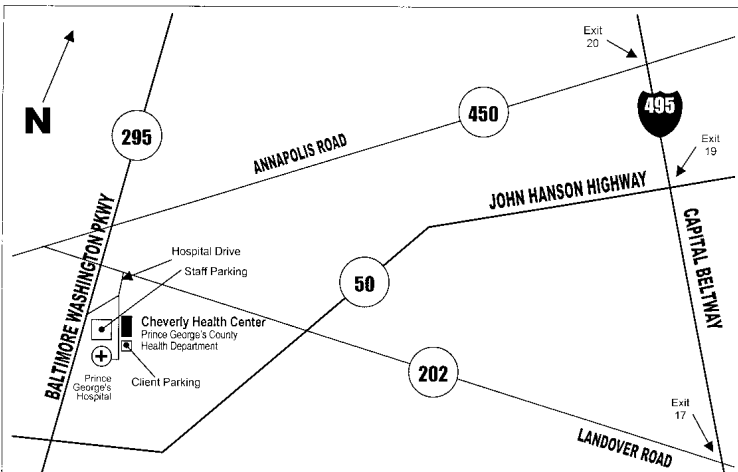 Exit
20
N
295
450
495
ANNAPOLIS ROAD
Exit
19
JOHN HANSON HIGHWAY
BALTIMORE WASHINGTON PKWY
CAPITAL BELTWAY
Hospital Drive
Staff Parking
50
Cheverly Health Center
Prince George's County
Health Department
Client Parking
Prince
George's
Hospital
202
Exit
17
LANDOVER ROAD